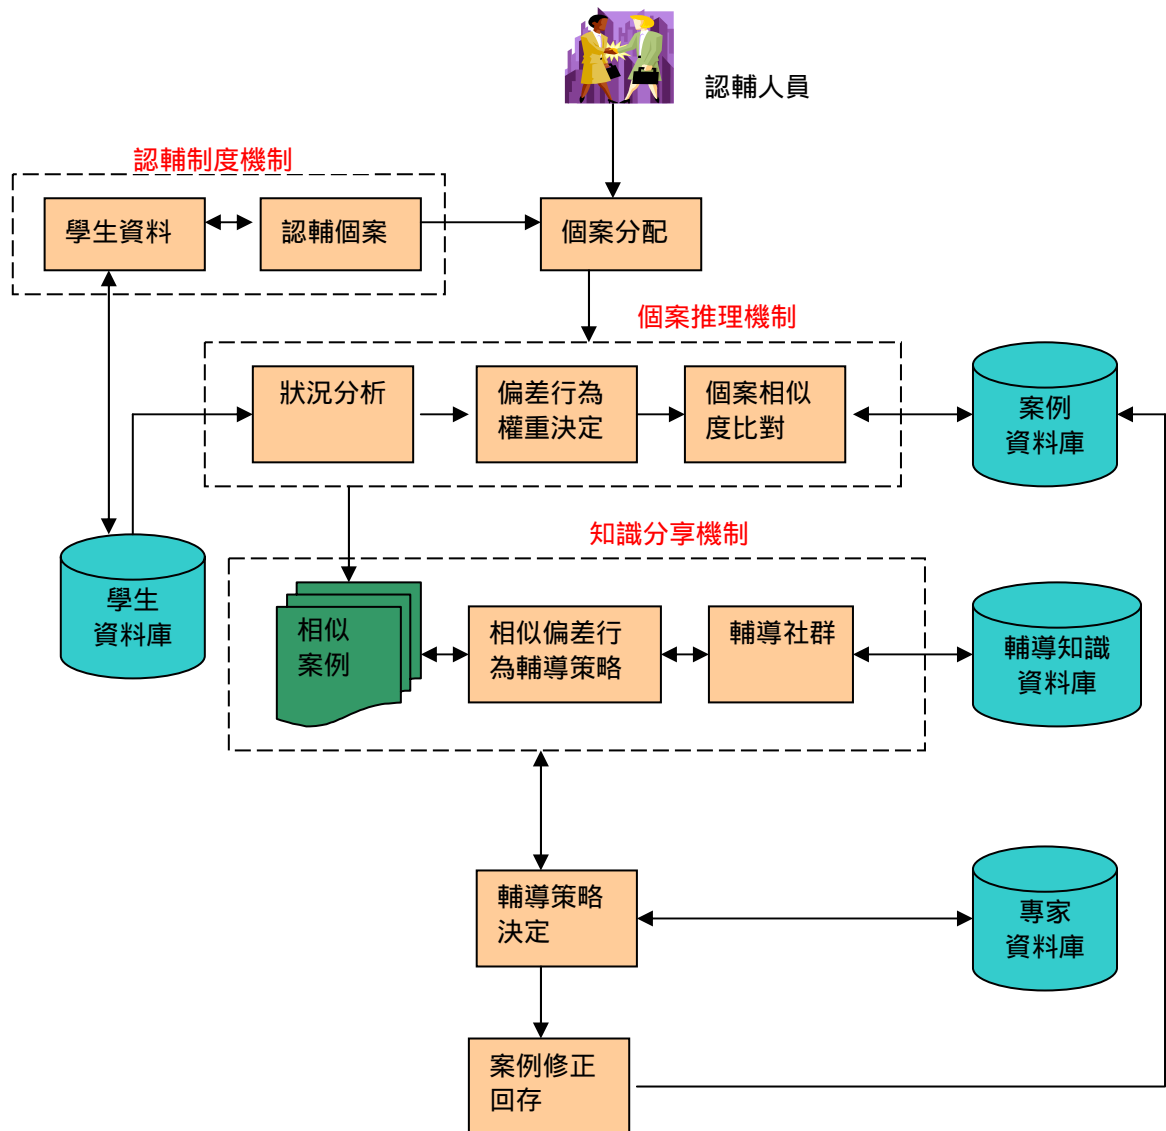 認輔人員
認輔制度機制
學生資料
認輔個案
個案分配
個案推理機制
狀況分析
偏差行為
權重決定
個案相似
度比對
案例
資料庫
知識分享機制
學生
資料庫
相似
案例
相似偏差行
為輔導策略
輔導社群
輔導知識
資料庫
輔導策略
決定
專家
資料庫
案例修正
回存